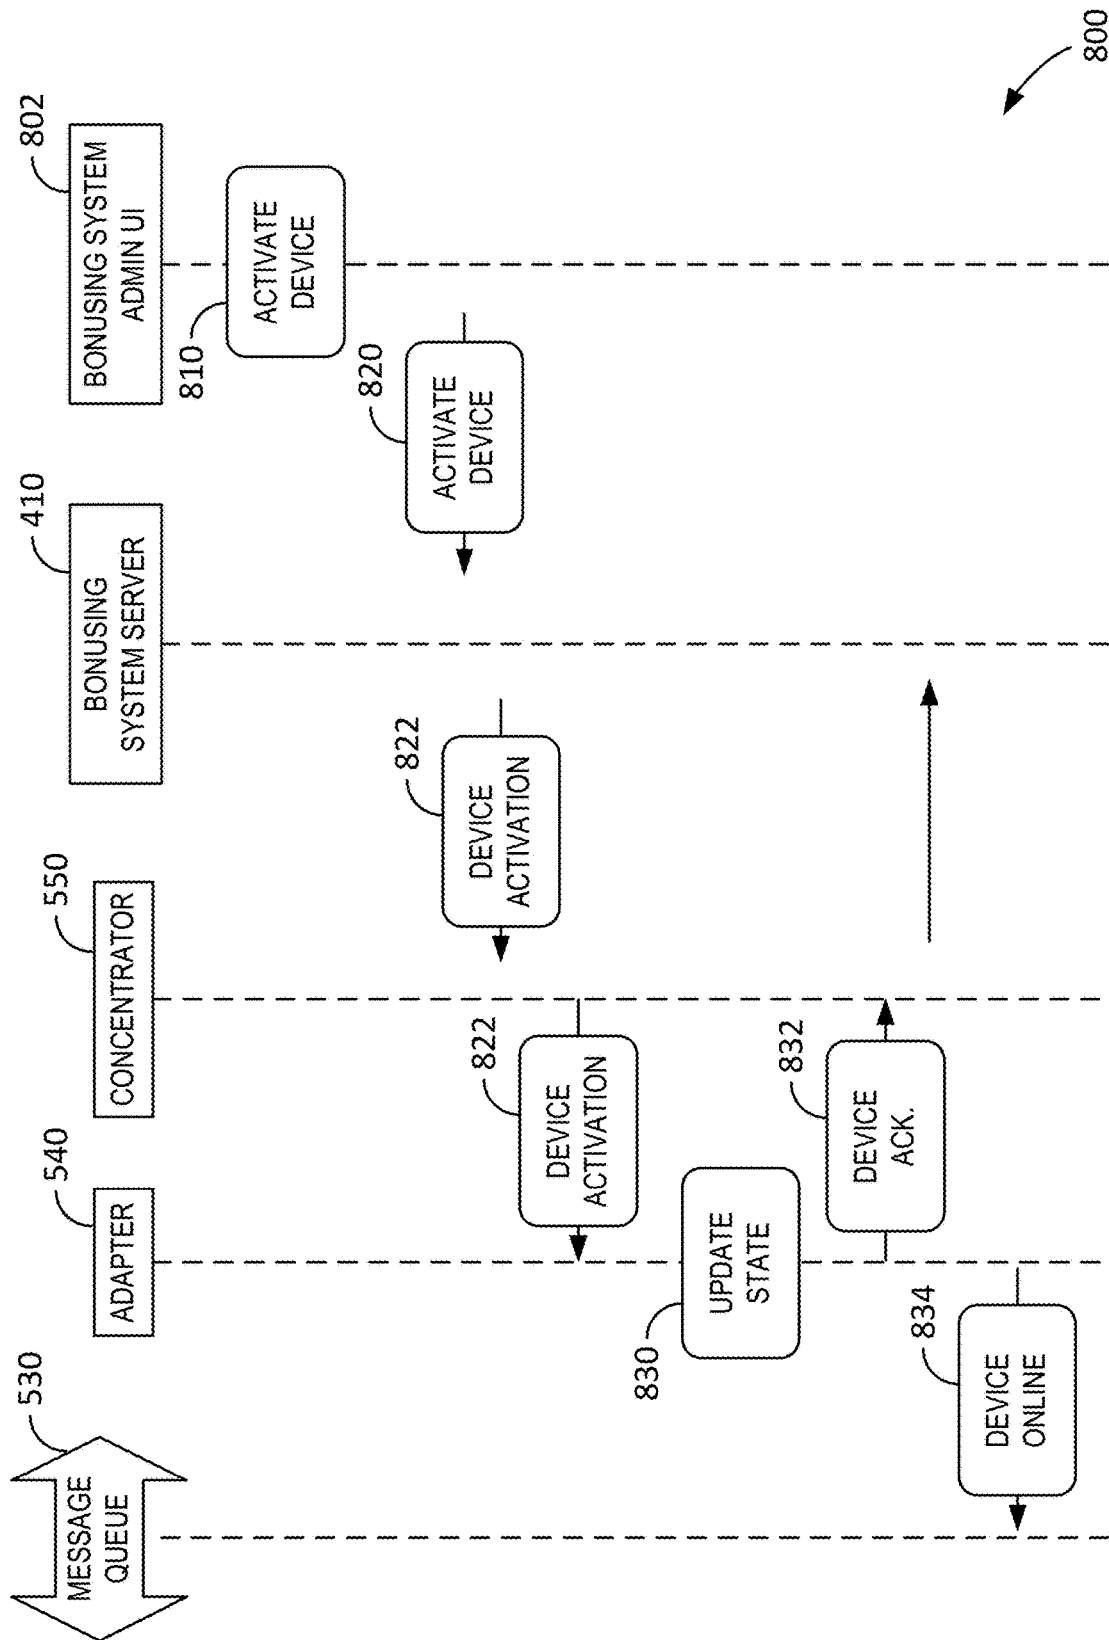 530
MESSAGE
QUEUE
540
ADAPTER
550
CONCENTRATOR
410
BONUSING
SYSTEM SERVER
802
BONUSING SYSTEM
ADMIN UI
810
ACTIVATE
DEVICE
820
ACTIVATE
DEVICE
822
DEVICE
ACTIVATION
822
DEVICE
ACTIVATION
830
UPDATE
STATE
832
DEVICE
ACK.
834
DEVICE
ONLINE
800